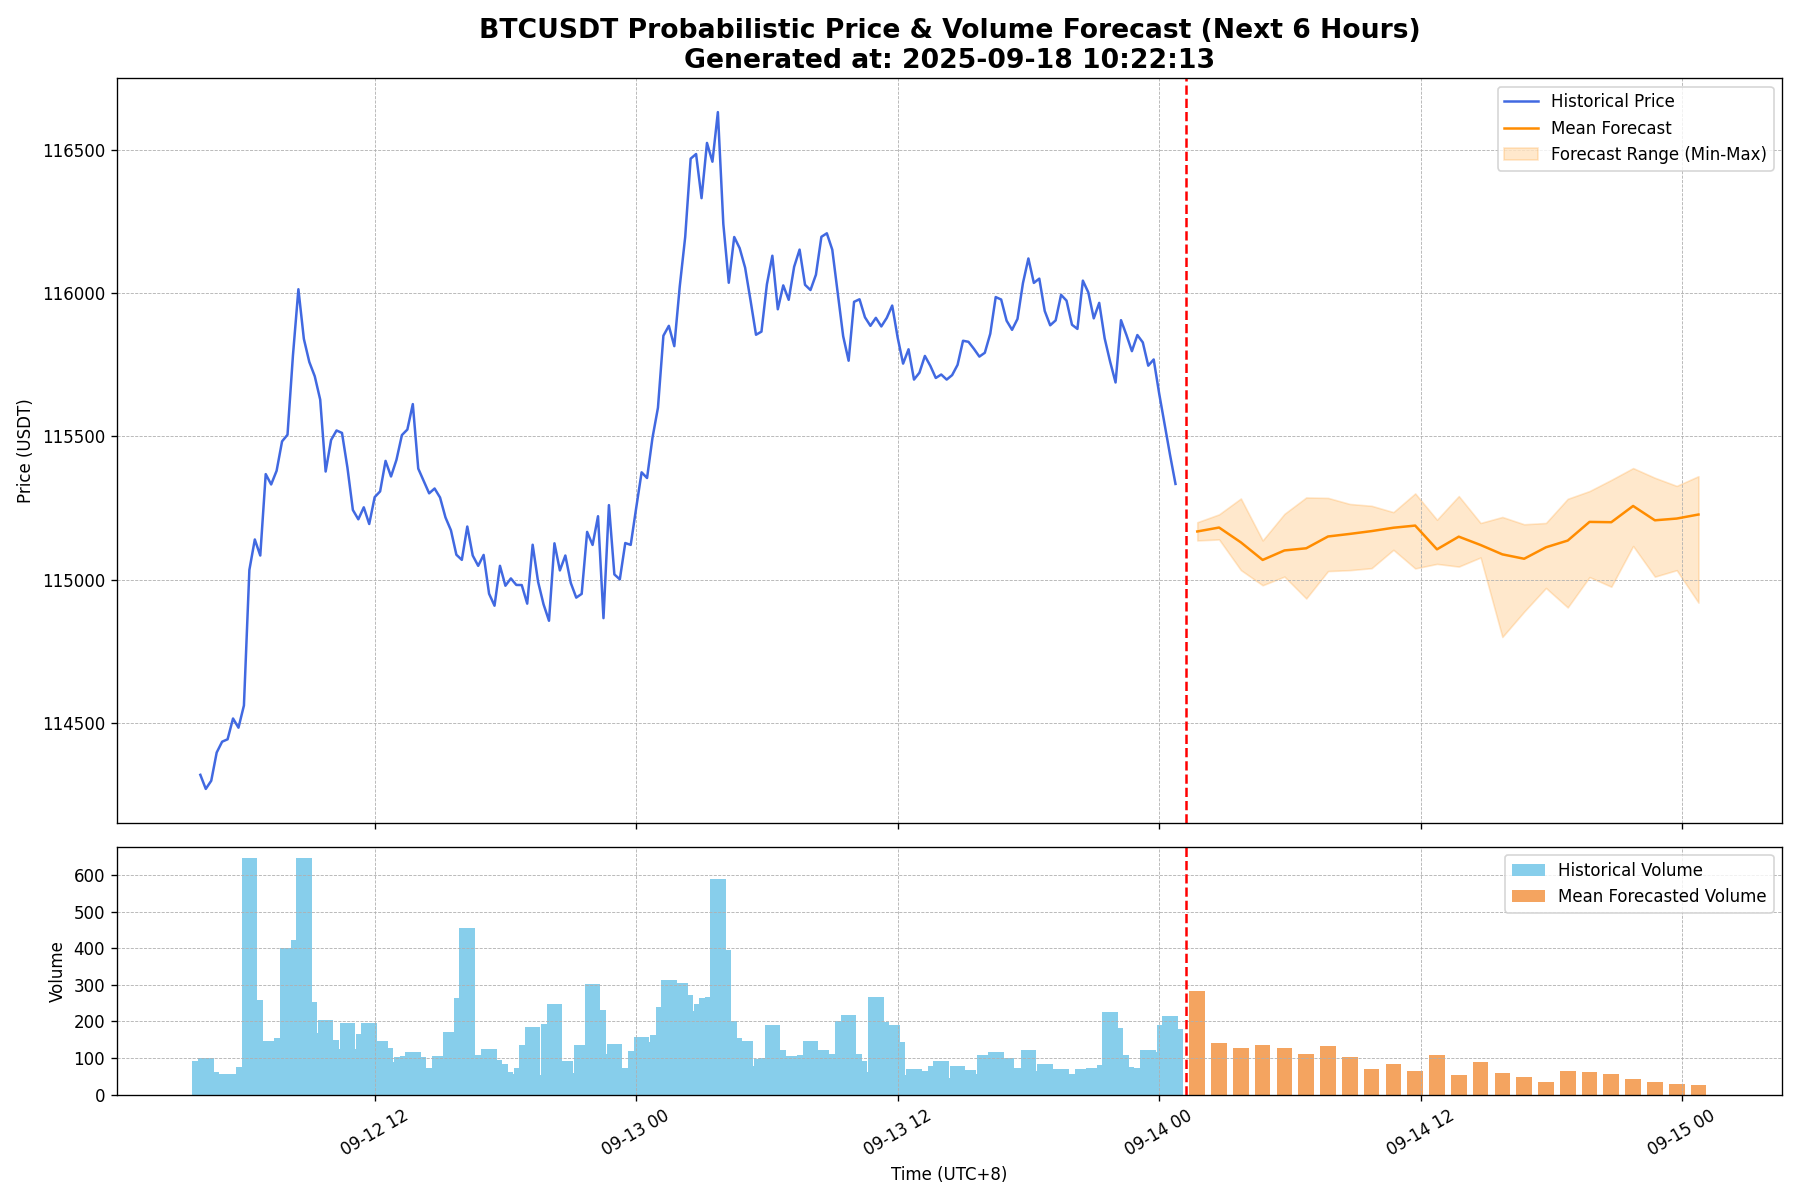 BTCUSDT Probabilistic Price & Volume Forecast (Next 6 Hours)
Generated at: 2025-09-18 10:22:13
Historical Price
Mean Forecast
Forecast Range (Min-Max)
116500
116000
115500
115000
114500
Price (USDT)
Historical Volume
Mean Forecasted Volume
600
500
400
300
200
100
0
Volume
09-12 12
09-13 00
09-13 12
09-14 00
09-14 12
09-15 00
Time (UTC+8)